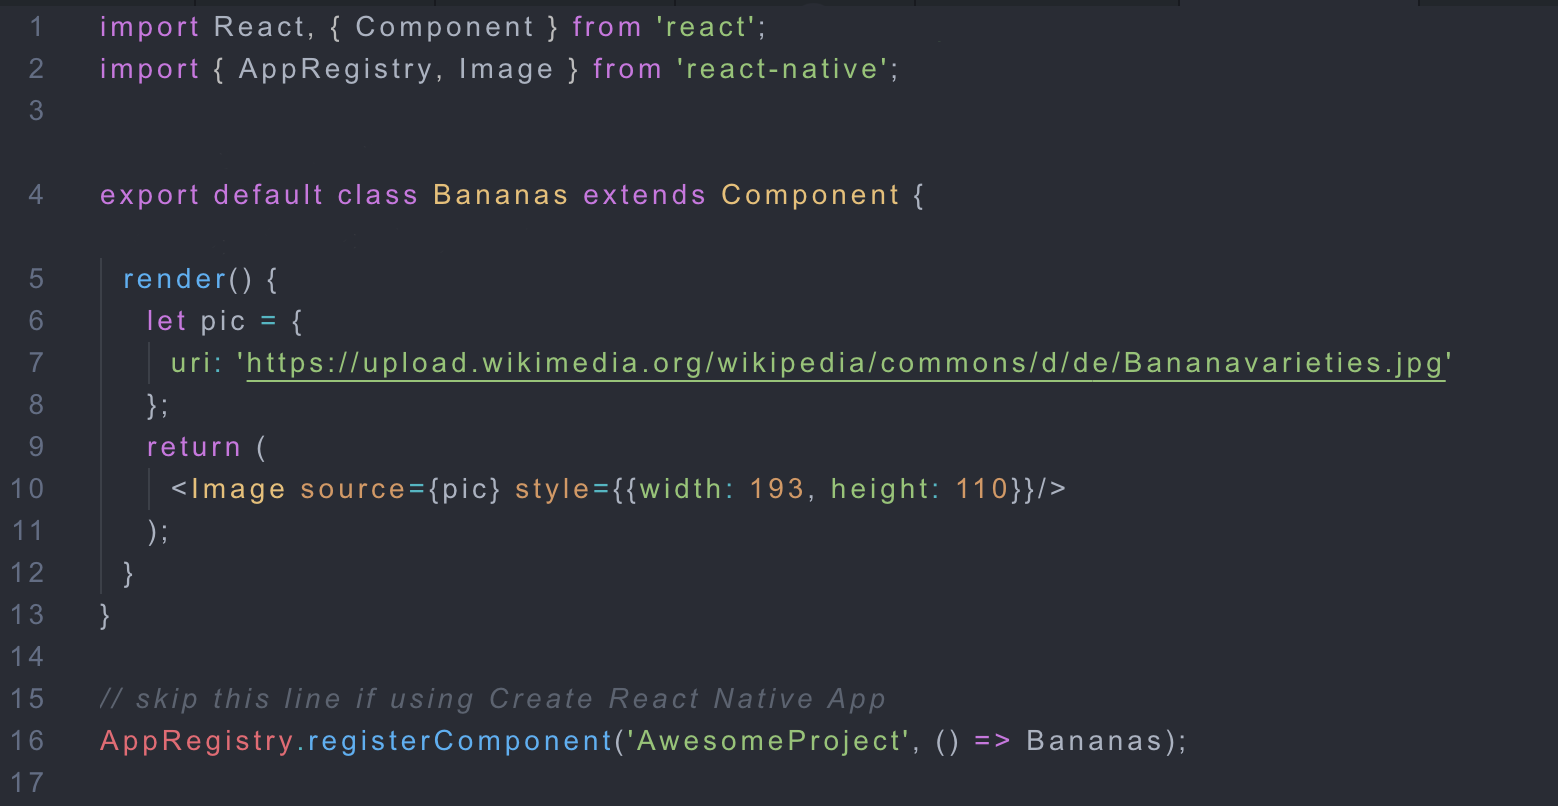 1 import React, { Component } from 'react';
2 import { AppRegistry, Image } from 'react-native';
3
4 export default class Bananas extends Component {
5   render() {
6     let pic = {
7       uri: 'https://upload.wikimedia.org/wikipedia/commons/d/de/Bananavarieties.jpg'
8     };
9     return (
10       <Image source={pic} style={{width: 193, height: 110}}/>
11     );
12   }
13 }
14
15 // skip this line if using Create React Native App
16 AppRegistry.registerComponent('AwesomeProject', () => Bananas);
17